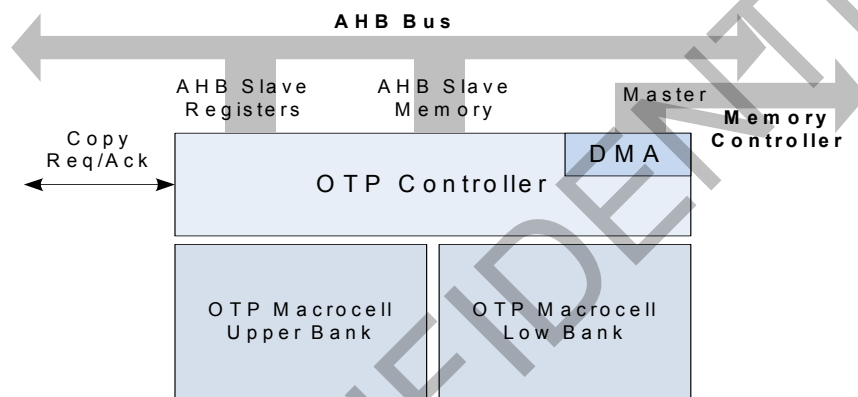 AHB Bus
AHB Slave
Registers
AHB Slave
Memory
Master
Memory
Controller
Copy
Req/Ack
DMA
OTP Controller
OTP Macrocell
Upper Bank
OTP Macrocell
Low Bank